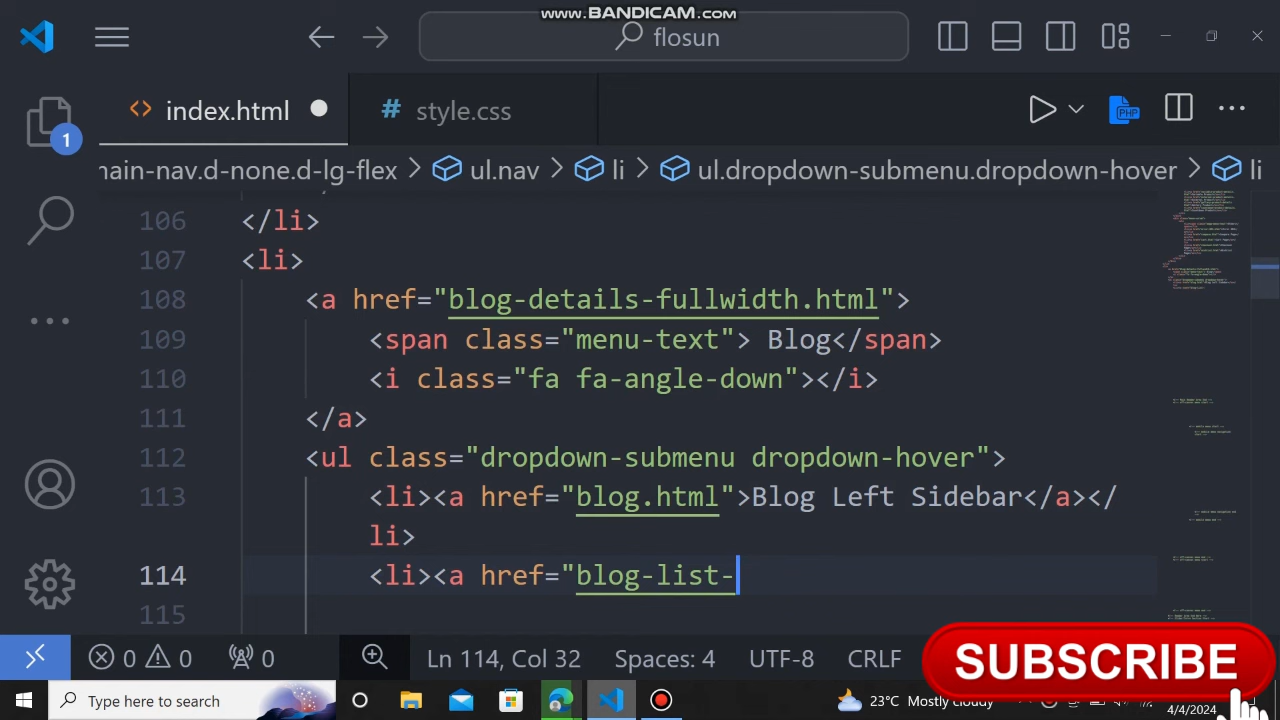 www.BANDICAM.com
flosun
index.html
# style.css
PHP
1
nain-nav.d-none.d-lg-flex > ul.nav > li > ul.dropdown-submenu.dropdown-hover > li
106 </li>
107 <li>
108 <a href="blog-details-fullwidth.html">
109 <span class="menu-text"> Blog</span>
110 <i class="fa fa-angle-down"></i>
111 </a>
112 <ul class="dropdown-submenu dropdown-hover">
113 <li><a href="blog.html">Blog Left Sidebar</a></
li>
114 <li><a href="blog-list-
115
0 0 0 Ln 114, Col 32 Spaces: 4 UTF-8 CRLF
SUBSCRIBE
Type here to search
23°C Mostly cloudy
4/4/2024